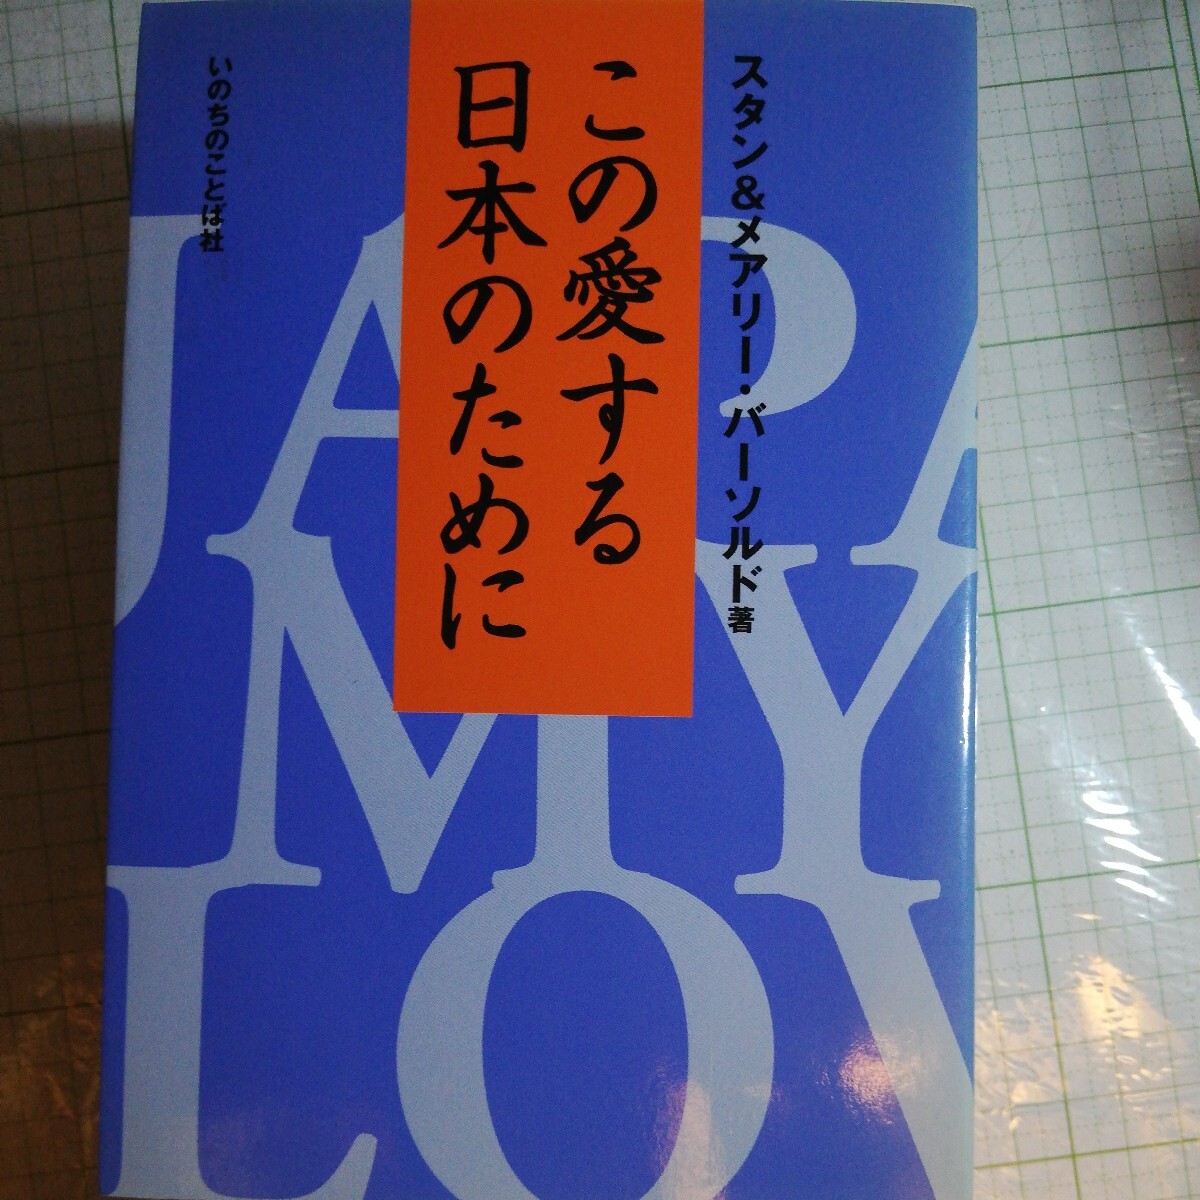 スタン&メアリー・バーソルド著
この愛する
日本のために
いのちのことば社
JAPA
MY
LOV